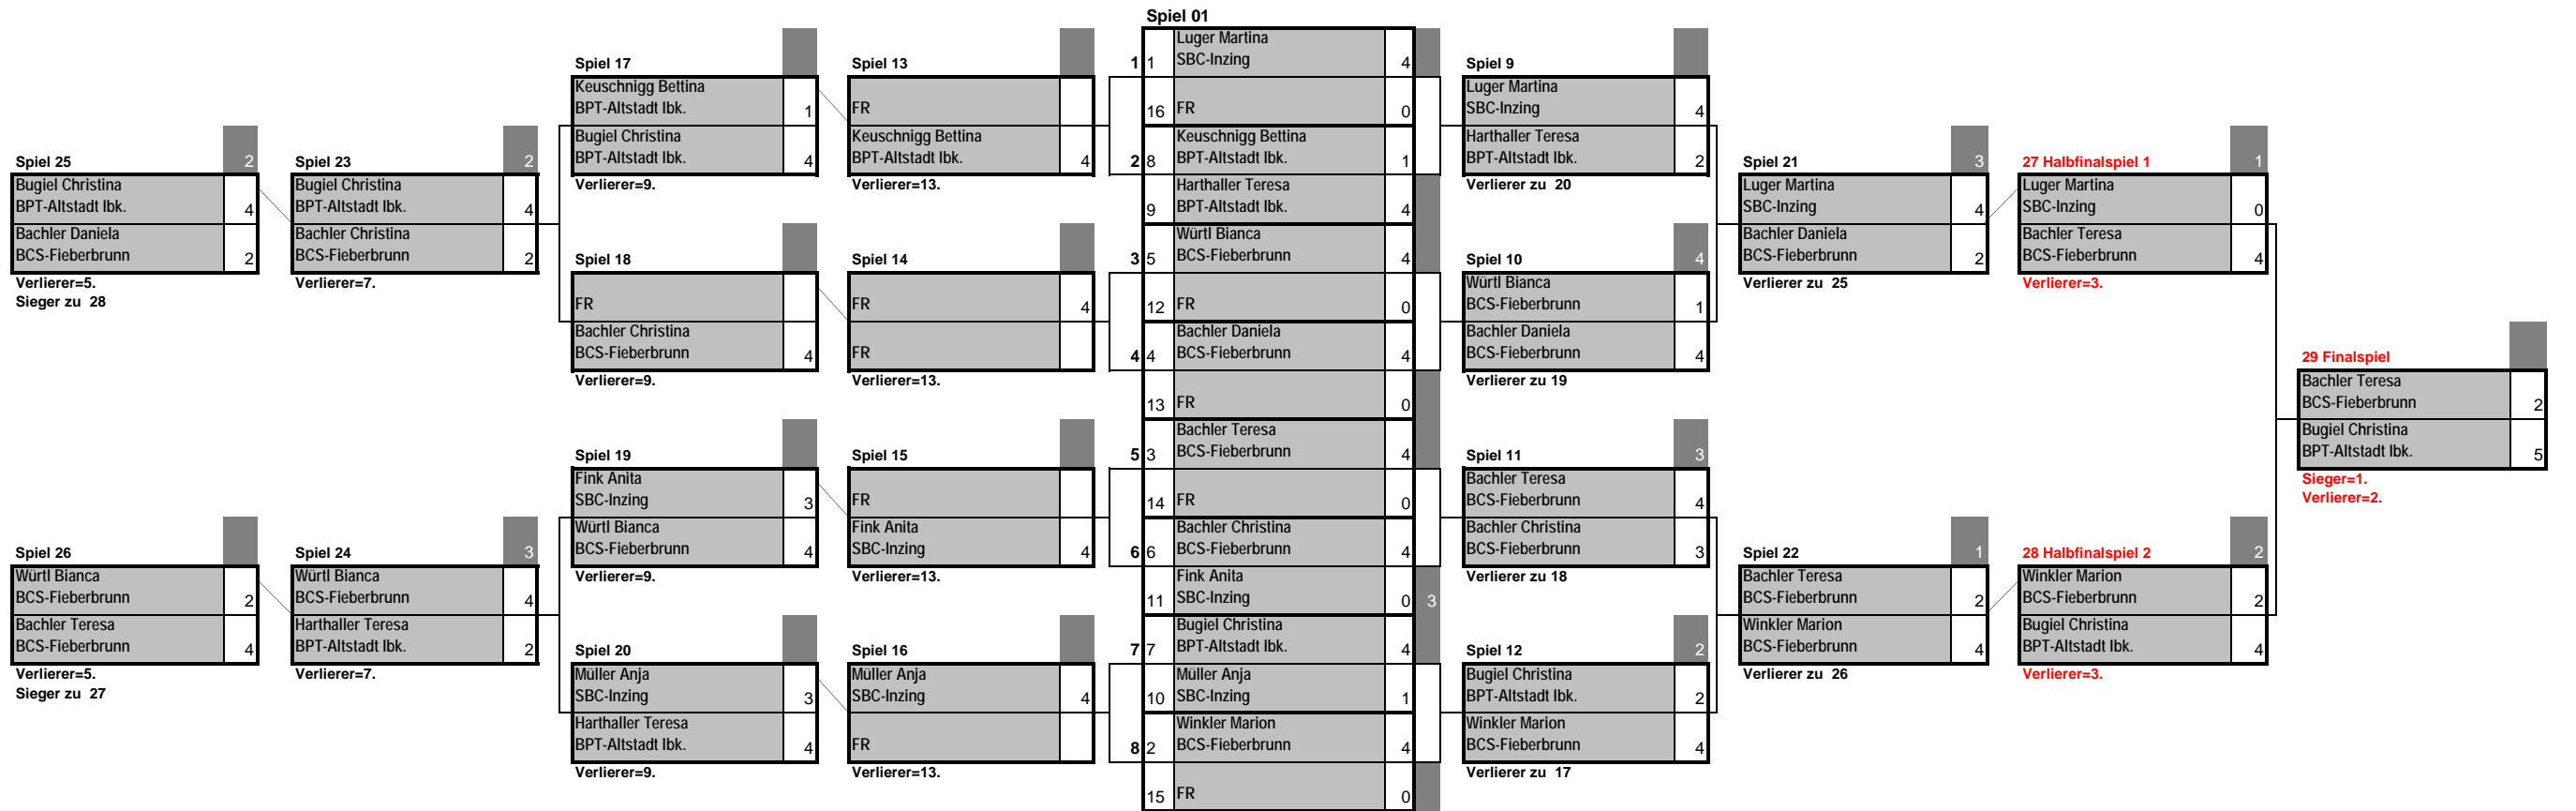 Spiel 25
2
Bugiel Christina
BPT-Altstadt Ibk.
4
Bachler Daniela
BCS-Fieberbrunn
2
Verlierer=5.
Sieger zu 28
Spiel 26
Würtl Bianca
BCS-Fieberbrunn
2
Bachler Teresa
BCS-Fieberbrunn
4
Verlierer=5.
Sieger zu 27
Spiel 23
2
Bugiel Christina
BPT-Altstadt Ibk.
4
Bachler Christina
BCS-Fieberbrunn
2
Verlierer=7.
Spiel 24
3
Würtl Bianca
BCS-Fieberbrunn
4
Harthaller Teresa
BPT-Altstadt Ibk.
2
Verlierer=7.
Spiel 17
Keuschnigg Bettina
BPT-Altstadt Ibk.
1
Bugiel Christina
BPT-Altstadt Ibk.
4
Verlierer=9.
Spiel 18
FR
Bachler Christina
BCS-Fieberbrunn
4
Verlierer=9.
Spiel 19
Fink Anita
SBC-Inzing
3
Würtl Bianca
BCS-Fieberbrunn
4
Verlierer=9.
Spiel 20
Müller Anja
SBC-Inzing
3
Harthaller Teresa
BPT-Altstadt Ibk.
4
Verlierer=9.
Spiel 13
FR
Keuschnigg Bettina
BPT-Altstadt Ibk.
4
Verlierer=13.
Spiel 14
FR
4
FR
Verlierer=13.
Spiel 15
FR
Fink Anita
SBC-Inzing
4
Verlierer=13.
Spiel 16
Müller Anja
SBC-Inzing
4
FR
Verlierer=13.
Spiel 01
Luger Martina
1 1 SBC-Inzing 4
16 FR 0
Keuschnigg Bettina
2 8 BPT-Altstadt Ibk. 1
Harthaller Teresa
9 BPT-Altstadt Ibk. 4
Würtl Bianca
3 5 BCS-Fieberbrunn 4
12 FR 0
Bachler Daniela
4 4 BCS-Fieberbrunn 4
13 FR 0
Bachler Teresa
5 3 BCS-Fieberbrunn 4
14 FR 0
Bachler Christina
6 6 BCS-Fieberbrunn 4
Fink Anita
11 SBC-Inzing 0 3
Bugiel Christina
7 7 BPT-Altstadt Ibk. 4
Müller Anja
10 SBC-Inzing 1
Winkler Marion
8 2 BCS-Fieberbrunn 4
15 FR 0
Spiel 9
Luger Martina
SBC-Inzing
4
Harthaller Teresa
BPT-Altstadt Ibk.
2
Verlierer zu 20
Spiel 10
4
Würtl Bianca
BCS-Fieberbrunn
1
Bachler Daniela
BCS-Fieberbrunn
4
Verlierer zu 19
Spiel 11
3
Bachler Teresa
BCS-Fieberbrunn
4
Bachler Christina
BCS-Fieberbrunn
3
Verlierer zu 18
Spiel 12
2
Bugiel Christina
BPT-Altstadt Ibk.
2
Winkler Marion
BCS-Fieberbrunn
4
Verlierer zu 17
Spiel 21
3
Luger Martina
SBC-Inzing
4
Bachler Daniela
BCS-Fieberbrunn
2
Verlierer zu 25
Spiel 22
1
Bachler Teresa
BCS-Fieberbrunn
2
Winkler Marion
BCS-Fieberbrunn
4
Verlierer zu 26
27 Halbfinalspiel 1
1
Luger Martina
SBC-Inzing
0
Bachler Teresa
BCS-Fieberbrunn
4
Verlierer=3.
28 Halbfinalspiel 2
2
Winkler Marion
BCS-Fieberbrunn
2
Bugiel Christina
BPT-Altstadt Ibk.
4
Verlierer=3.
29 Finalspiel
Bachler Teresa
BCS-Fieberbrunn
2
Bugiel Christina
BPT-Altstadt Ibk.
5
Sieger=1.
Verlierer=2.